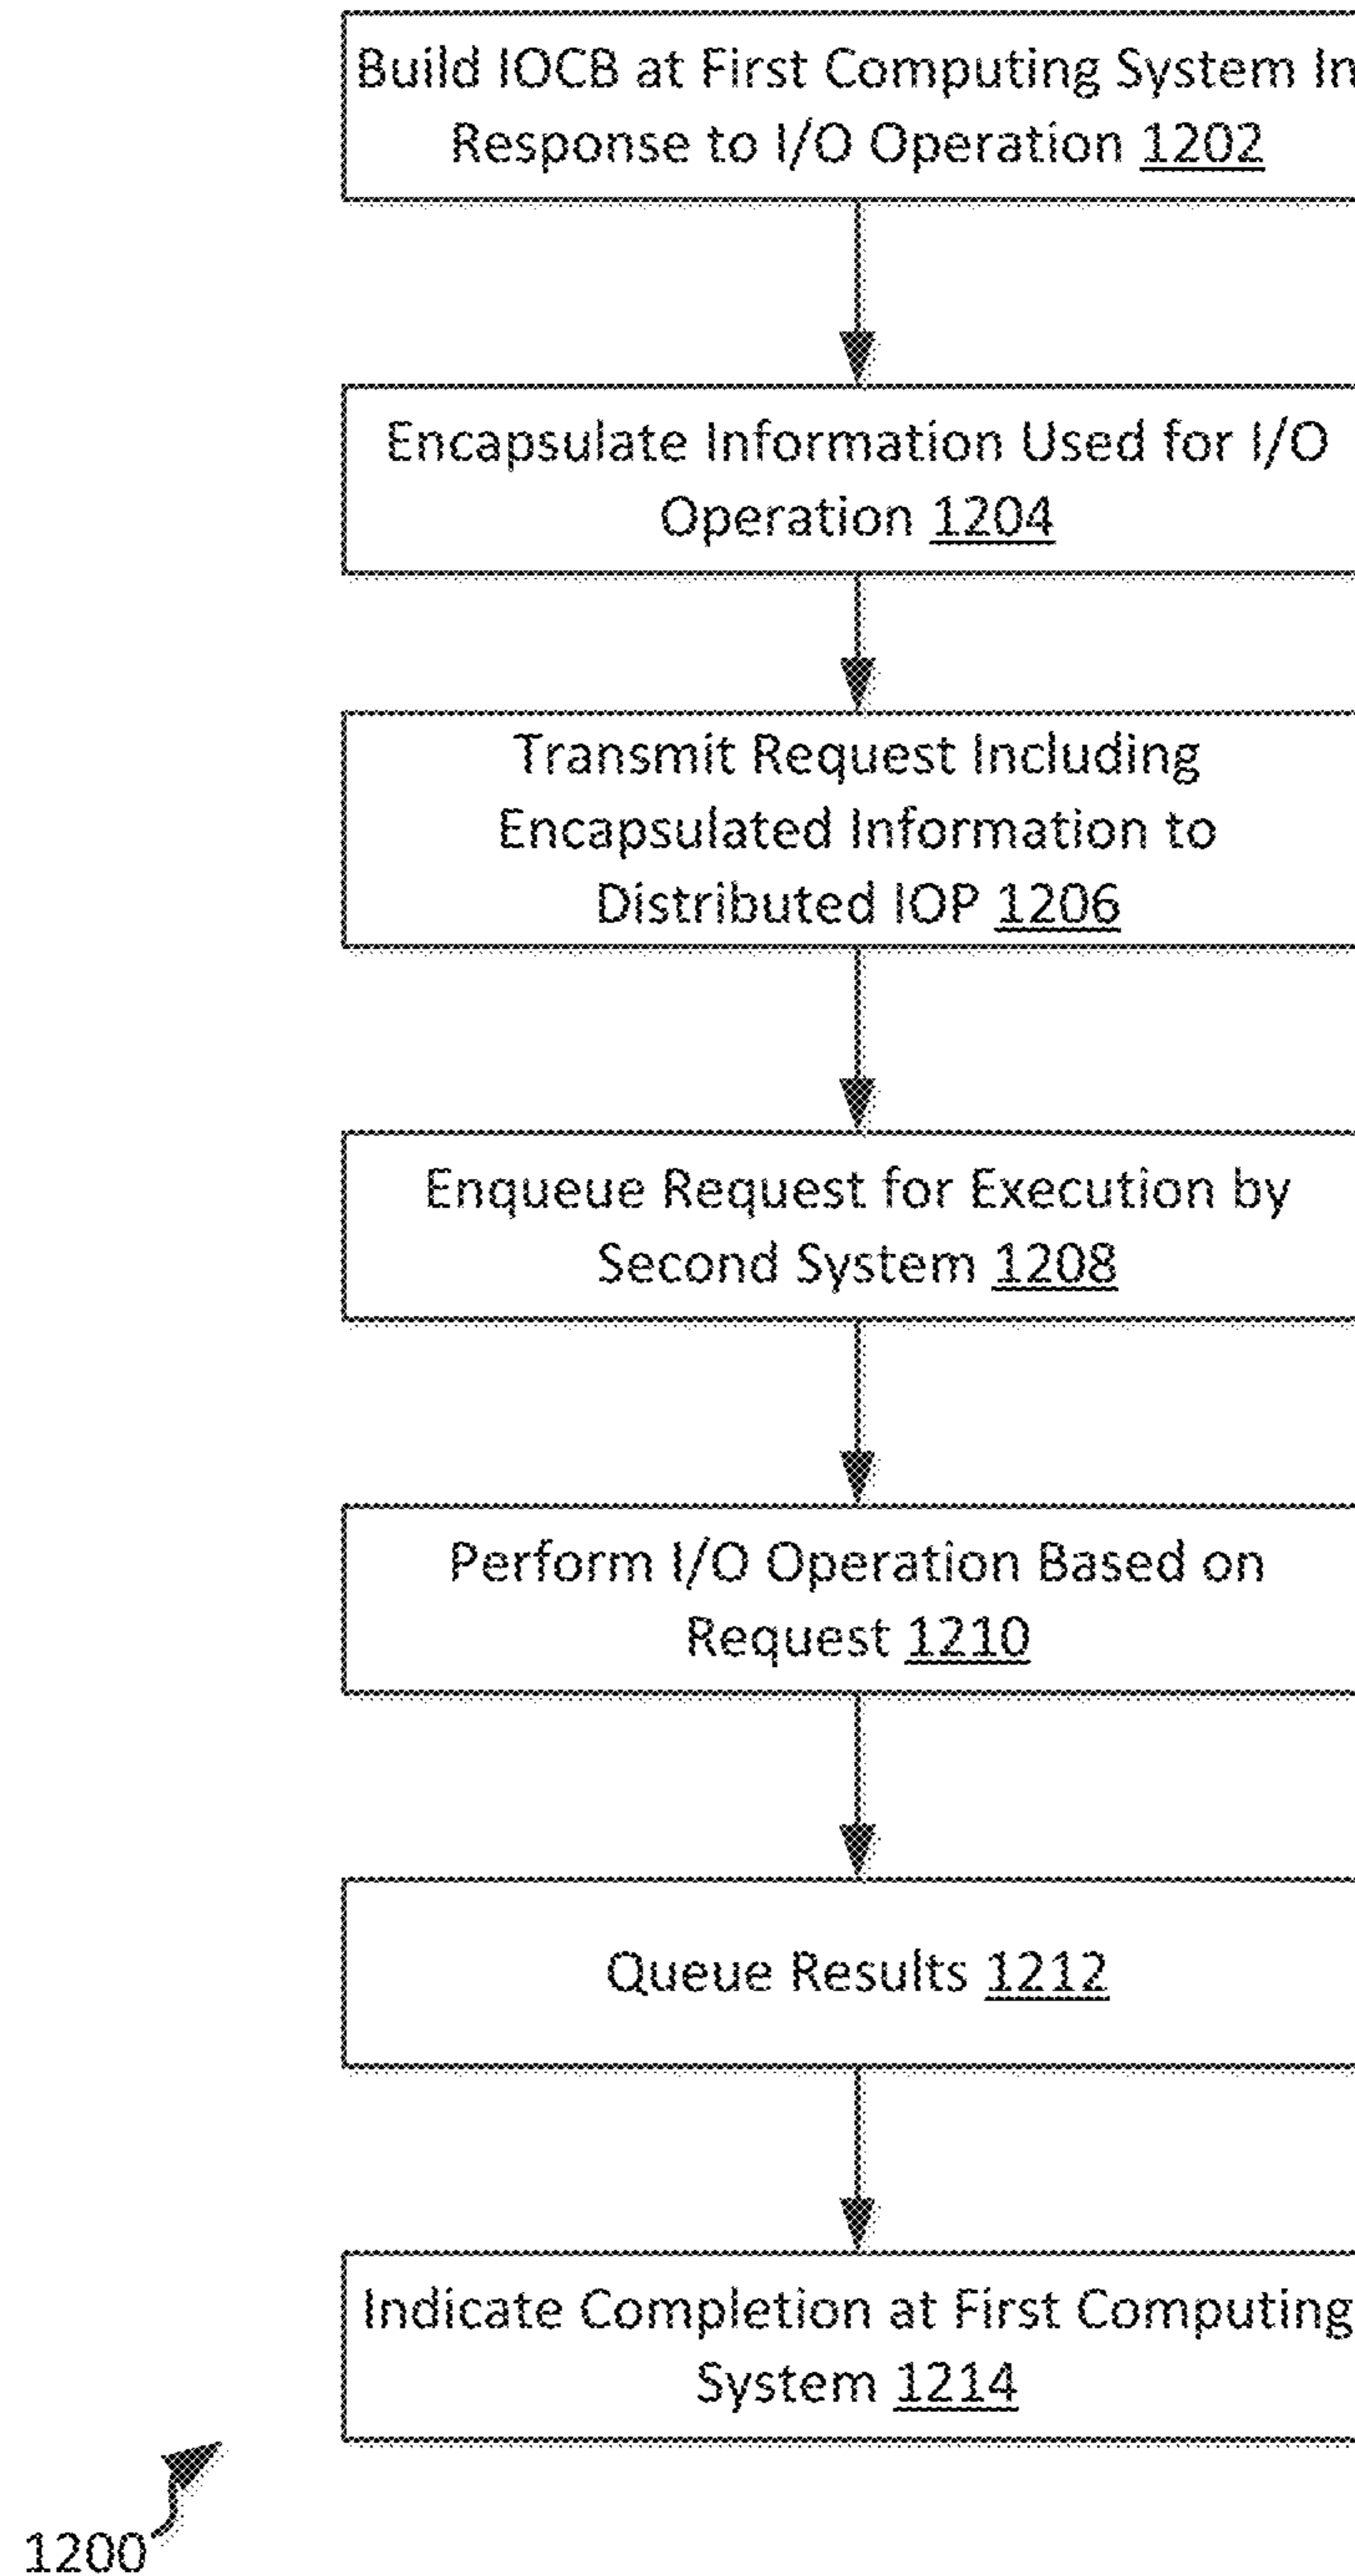 Build IOCB at First Computing System In
Response to I/O Operation 1202
Encapsulate Information Used for I/O
Operation 1204
Transmit Request Including
Encapsulated Information to
Distributed IOP 1206
Enqueue Request for Execution by
Second System 1208
Perform I/O Operation Based on
Request 1210
Queue Results 1212
Indicate Completion at First Computing
System 1214
1200